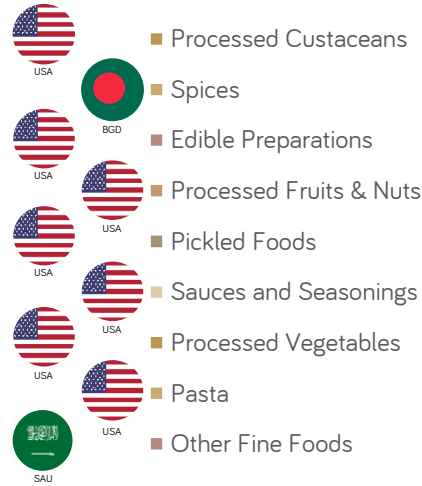 USA
Processed Custaceans
BGD
Spices
USA
Edible Preparations
USA
Processed Fruits & Nuts
USA
Pickled Foods
USA
Sauces and Seasonings
USA
Processed Vegetables
USA
Pasta
SAU
Other Fine Foods